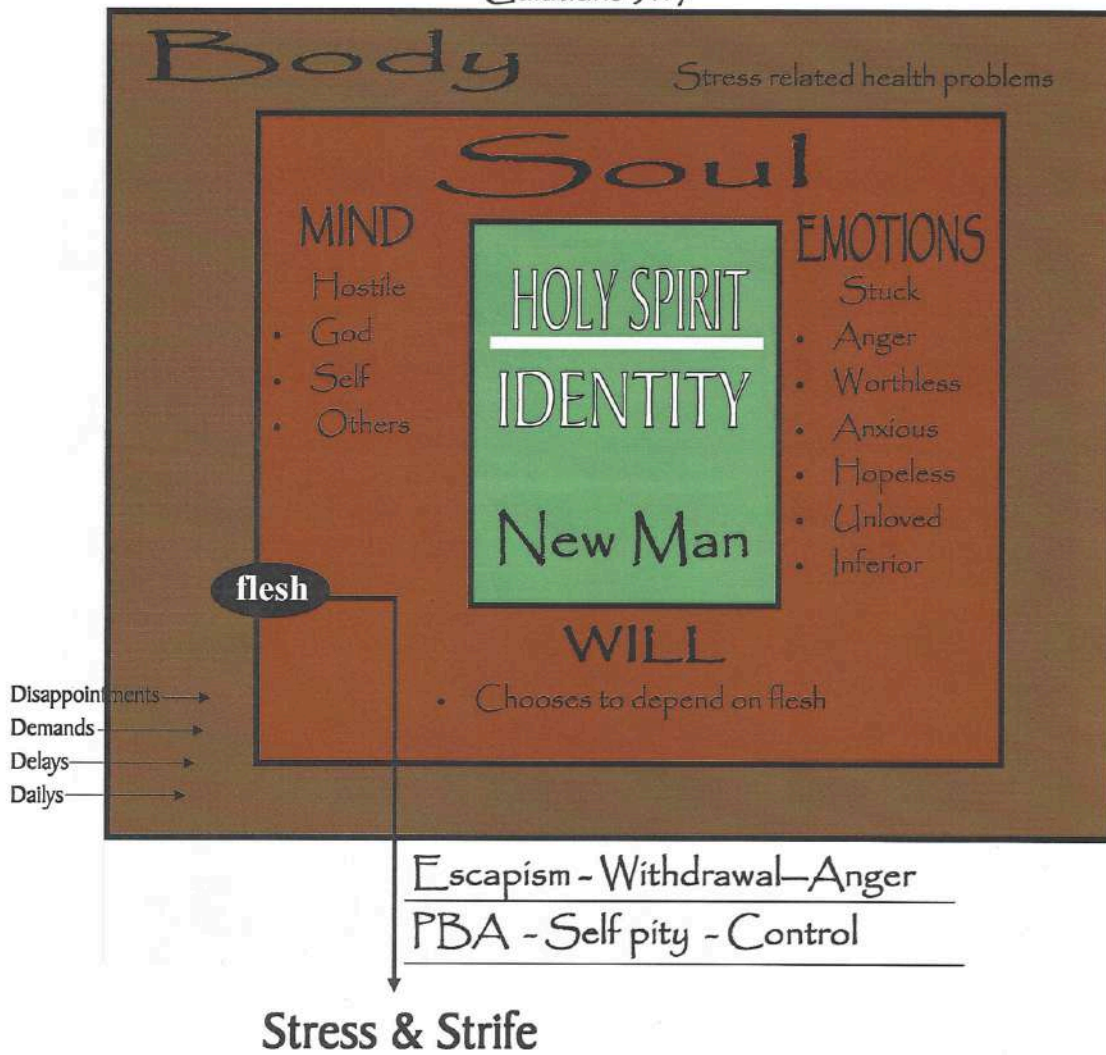 Body
Stress related health problems
Soul
MIND
Hostile
• God
• Self
• Others
HOLY SPIRIT
IDENTITY
New Man
EMOTIONS
Stuck
• Anger
• Worthless
• Anxious
• Hopeless
• Unloved
• Inferior
flesh
WILL
• Chooses to depend on flesh
Disappointments
Demands
Delays
Dailys
Escapism - Withdrawal—Anger
PBA - Self pity - Control
Stress & Strife